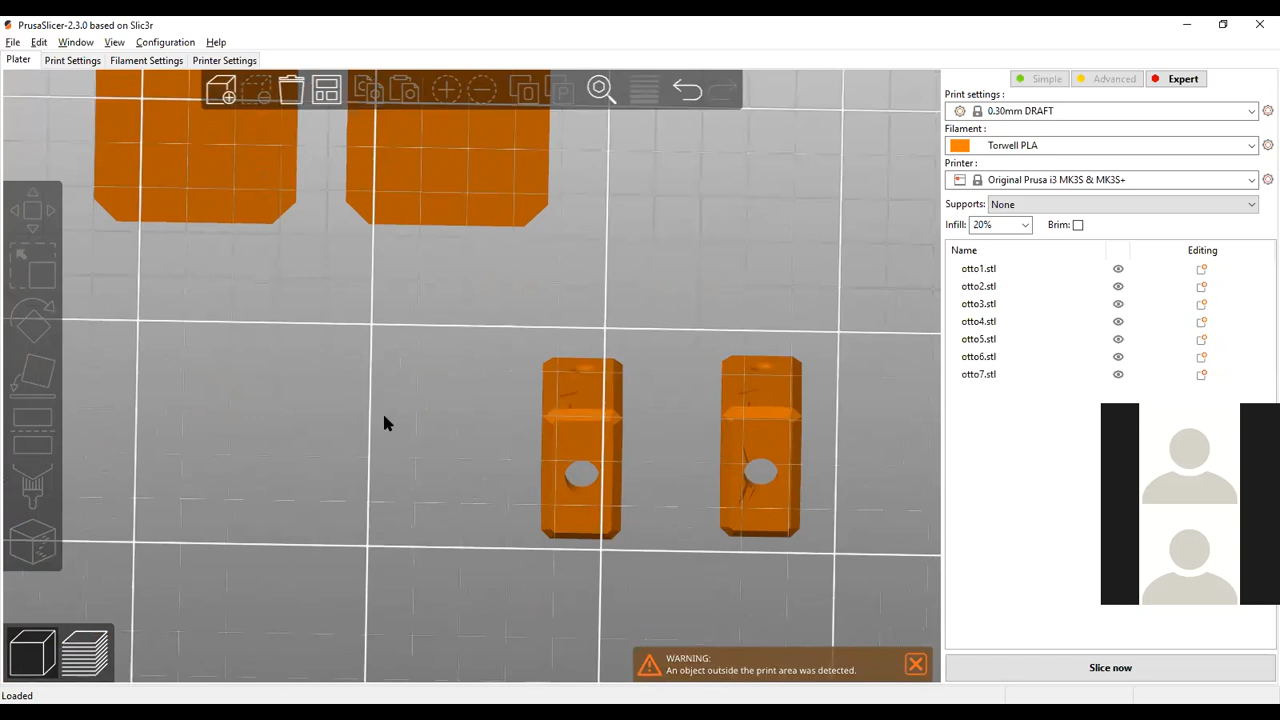 PrusaSlicer-2.3.0 based on Slic3r
File Edit Window View Configuration Help
Plater Print Settings Filament Settings Printer Settings
Simple Advanced Expert
Print settings :
0.30mm DRAFT
Filament :
Torwell PLA
Printer :
Original Prusa i3 MK3S & MK3S+
Supports: None
Infill: 20% Brim:
Name Editing
otto1.stl
otto2.stl
otto3.stl
otto4.stl
otto5.stl
otto6.stl
otto7.stl
WARNING:
An object outside the print area was detected.
Slice now
Loaded